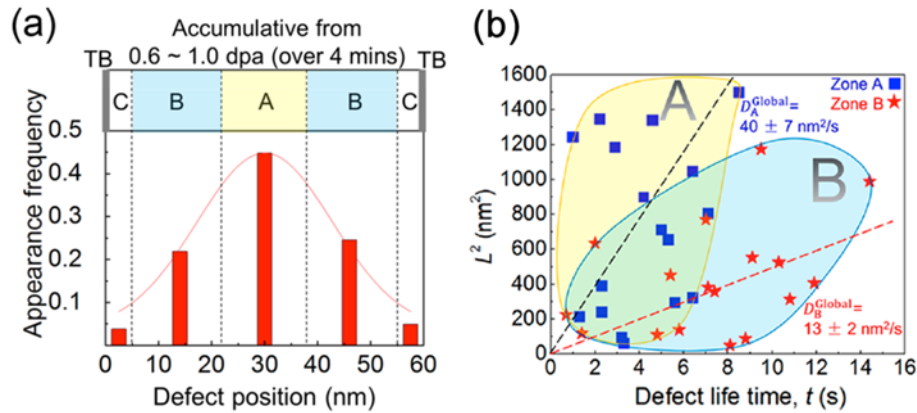 (a)
Accumulative from
0.6 ~ 1.0 dpa (over 4 mins)
TB TB
C B A B C
0.5
0.4
0.3
0.2
0.1
Appearance frequency
0 10 20 30 40 50 60
Defect position (nm)
(b)
1600
1400
1200
1000
800
600
400
200
0
L² (nm²)
A
B
Zone A
Zone B
D_A^Global=
40 ± 7 nm²/s
D_B^Global=
13 ± 2 nm²/s
0 2 4 6 8 10 12 14 16
Defect life time, t (s)